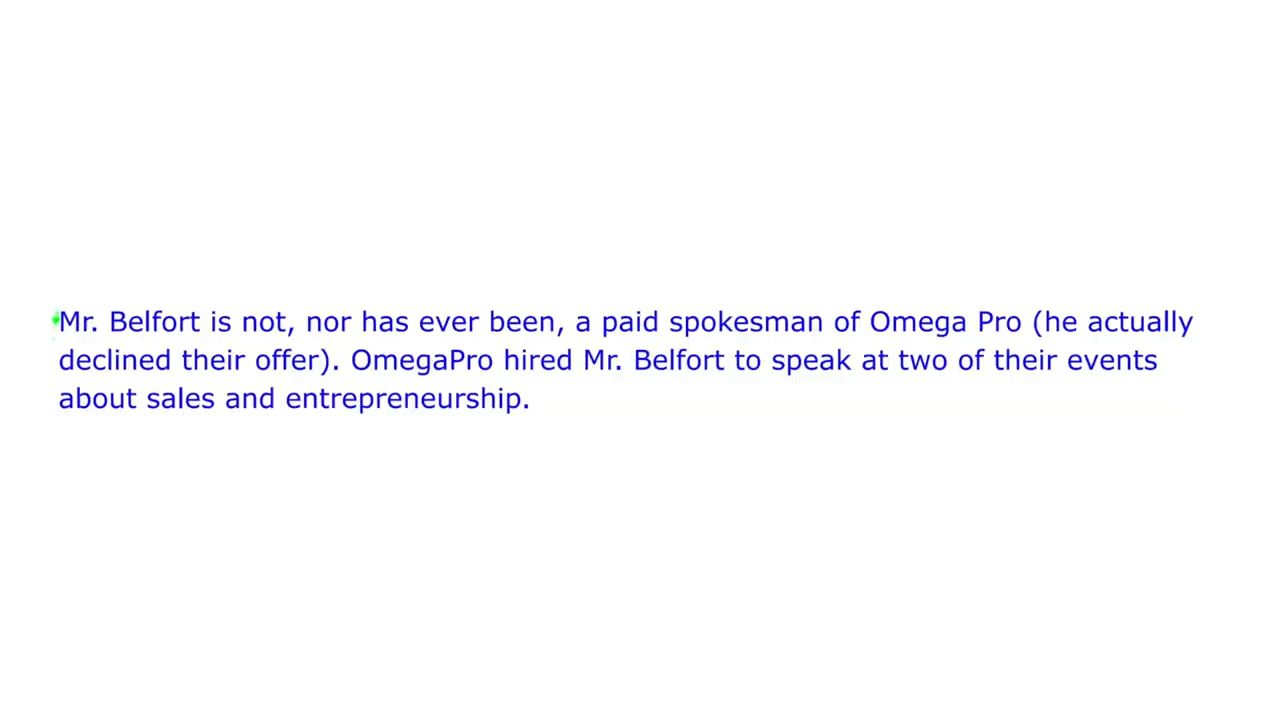 Mr. Belfort is not, nor has ever been, a paid spokesman of Omega Pro (he actually
declined their offer). OmegaPro hired Mr. Belfort to speak at two of their events
about sales and entrepreneurship.